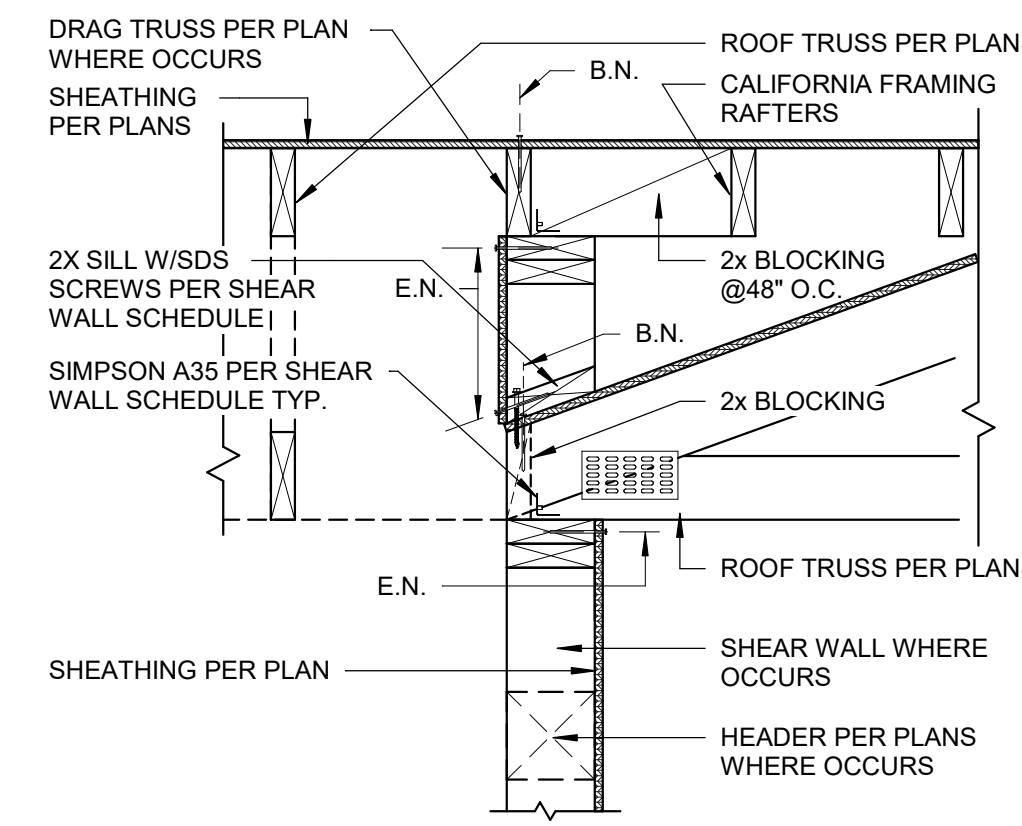 DRAG TRUSS PER PLAN
WHERE OCCURS
SHEATHING
PER PLANS
B.N.
ROOF TRUSS PER PLAN
CALIFORNIA FRAMING
RAFTERS
2X SILL W/SDS
SCREWS PER SHEAR
WALL SCHEDULE
E.N.
2x BLOCKING
@48" O.C.
B.N.
SIMPSON A35 PER SHEAR
WALL SCHEDULE TYP.
2x BLOCKING
E.N.
ROOF TRUSS PER PLAN
SHEATHING PER PLAN
SHEAR WALL WHERE
OCCURS
HEADER PER PLANS
WHERE OCCURS